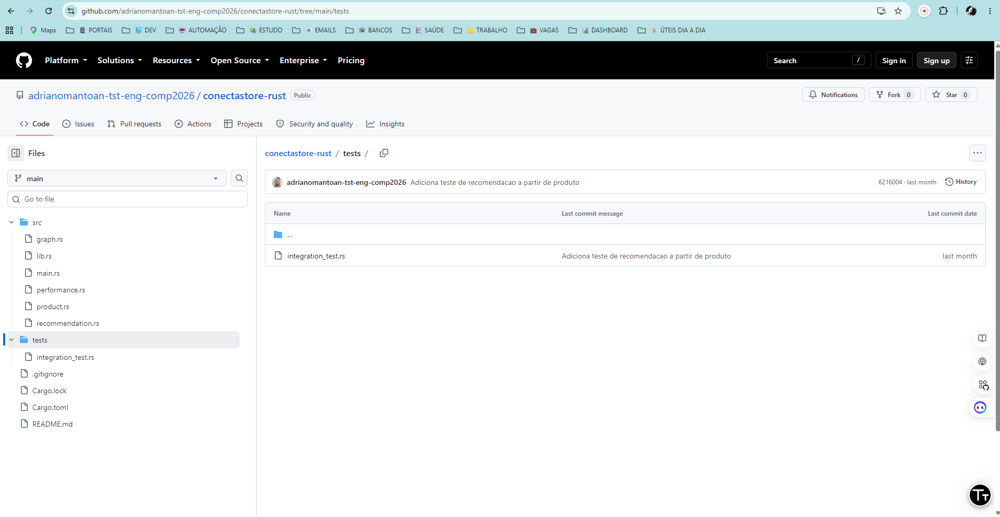 github.com/adrianomantoan-tst-eng-comp2026/conectastore-rust/tree/main/tests
Maps PORTAIS DEV AUTOMAÇÃO ESTUDO EMAILS BANCOS SAÚDE TRABALHO VAGAS DASHBOARD ÚTEIS DIA A DIA
Platform Solutions Resources Open Source Enterprise Pricing Search / Sign in Sign up
adrianomantoan-tst-eng-comp2026 / conectastore-rust Public Notifications Fork 0 Star 0
Code Issues Pull requests Actions Projects Security and quality Insights
Files
main
Go to file
src
graph.rs
lib.rs
main.rs
performance.rs
product.rs
recommendation.rs
tests
integration_test.rs
.gitignore
Cargo.lock
Cargo.toml
README.md
conectastore-rust / tests /
adrianomantoan-tst-eng-comp2026 Adiciona teste de recomendacao a partir de produto 6216004 · last month History
Name Last commit message Last commit date
..
integration_test.rs Adiciona teste de recomendacao a partir de produto last month
TT